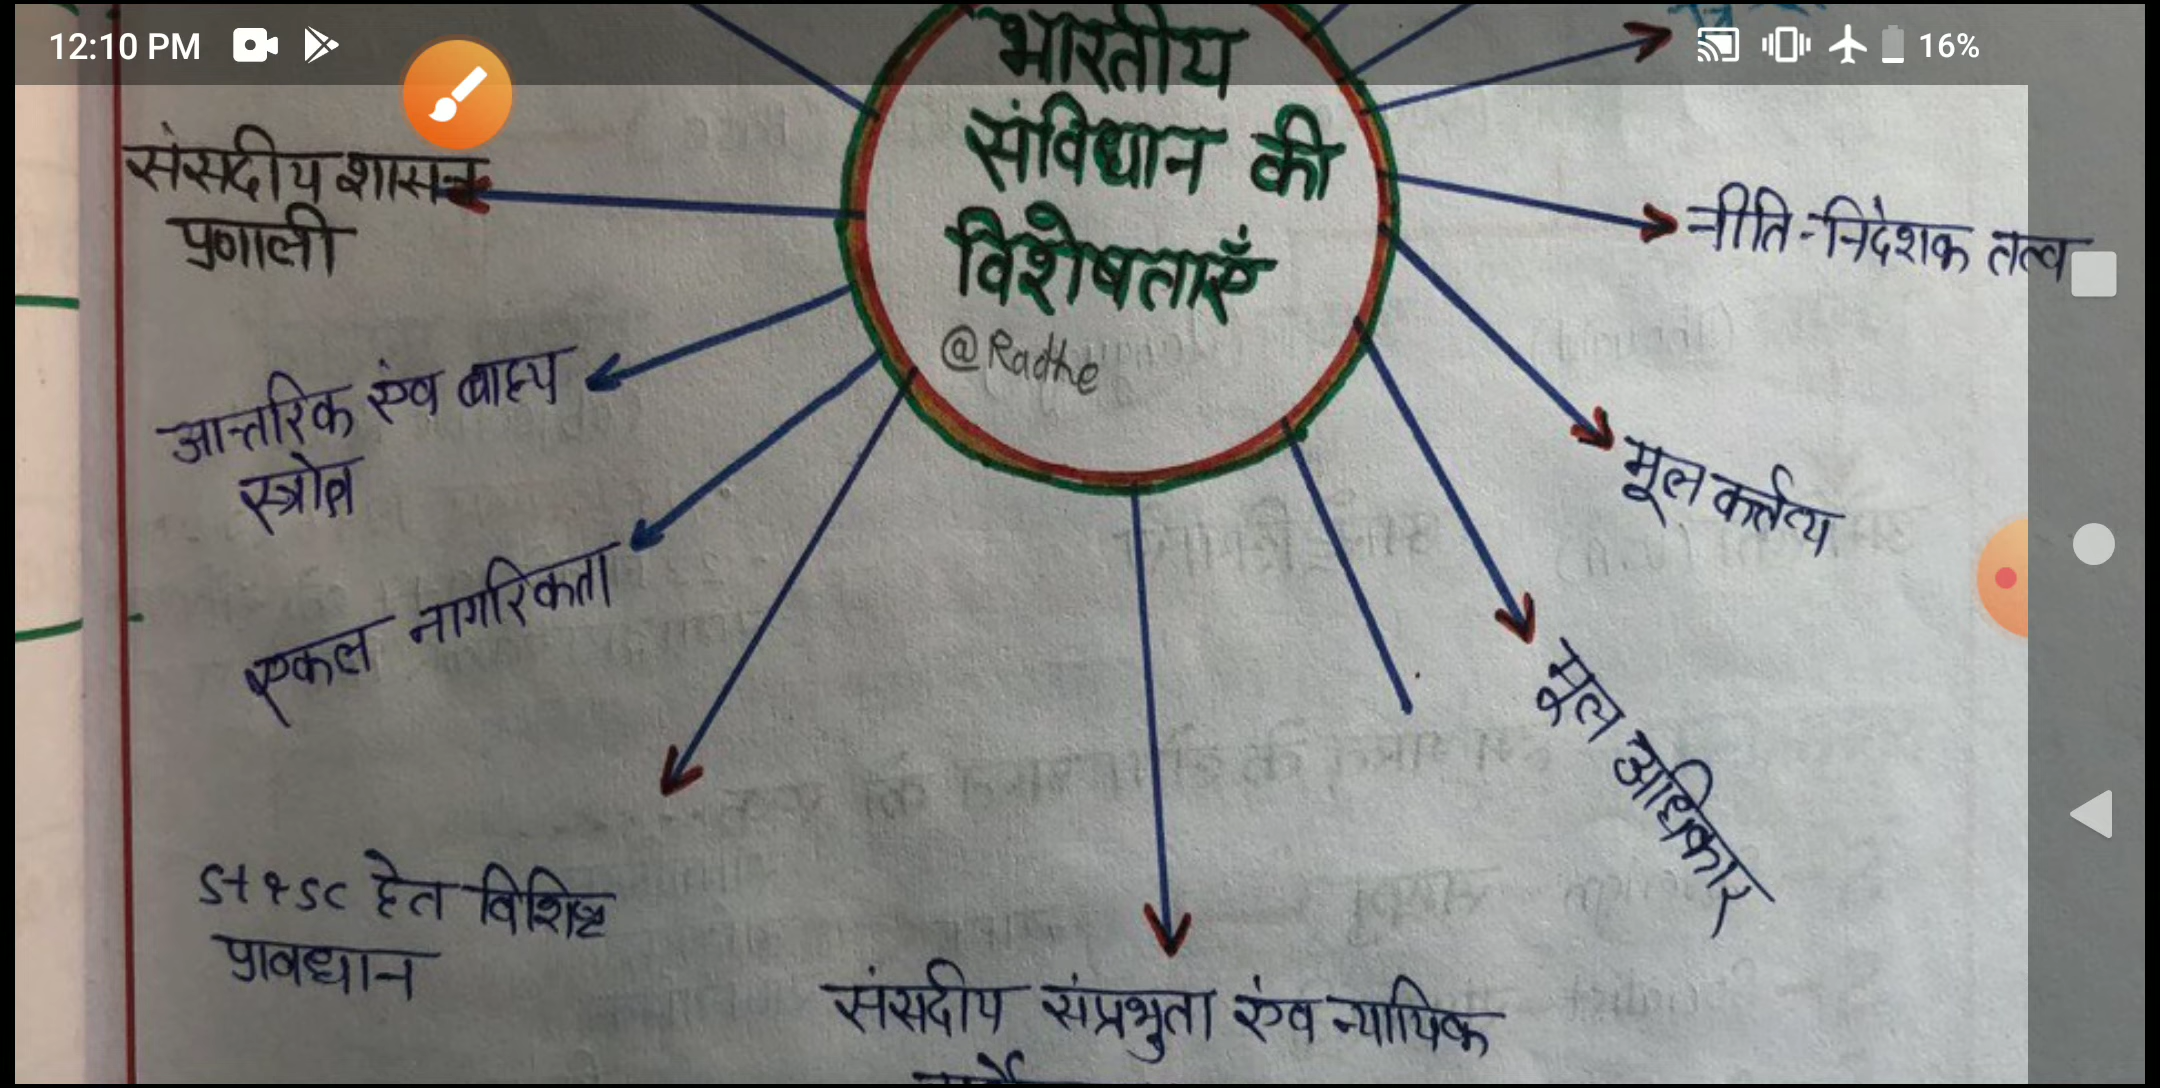 12:10 PM
16%
भारतीय
संविधान की
विशेषताएँ
@Radhe
संसदीय शासन
प्रणाली
आन्तरिक एंव बाह्य
स्त्रोत
एकल नागरिकता
St & SC हेत विशिष्ट
प्रावधान
संसदीय संप्रभुता एंव न्यायिक
मूल अधिकार
मूल कर्तव्य
नीति-निदेशक तत्व